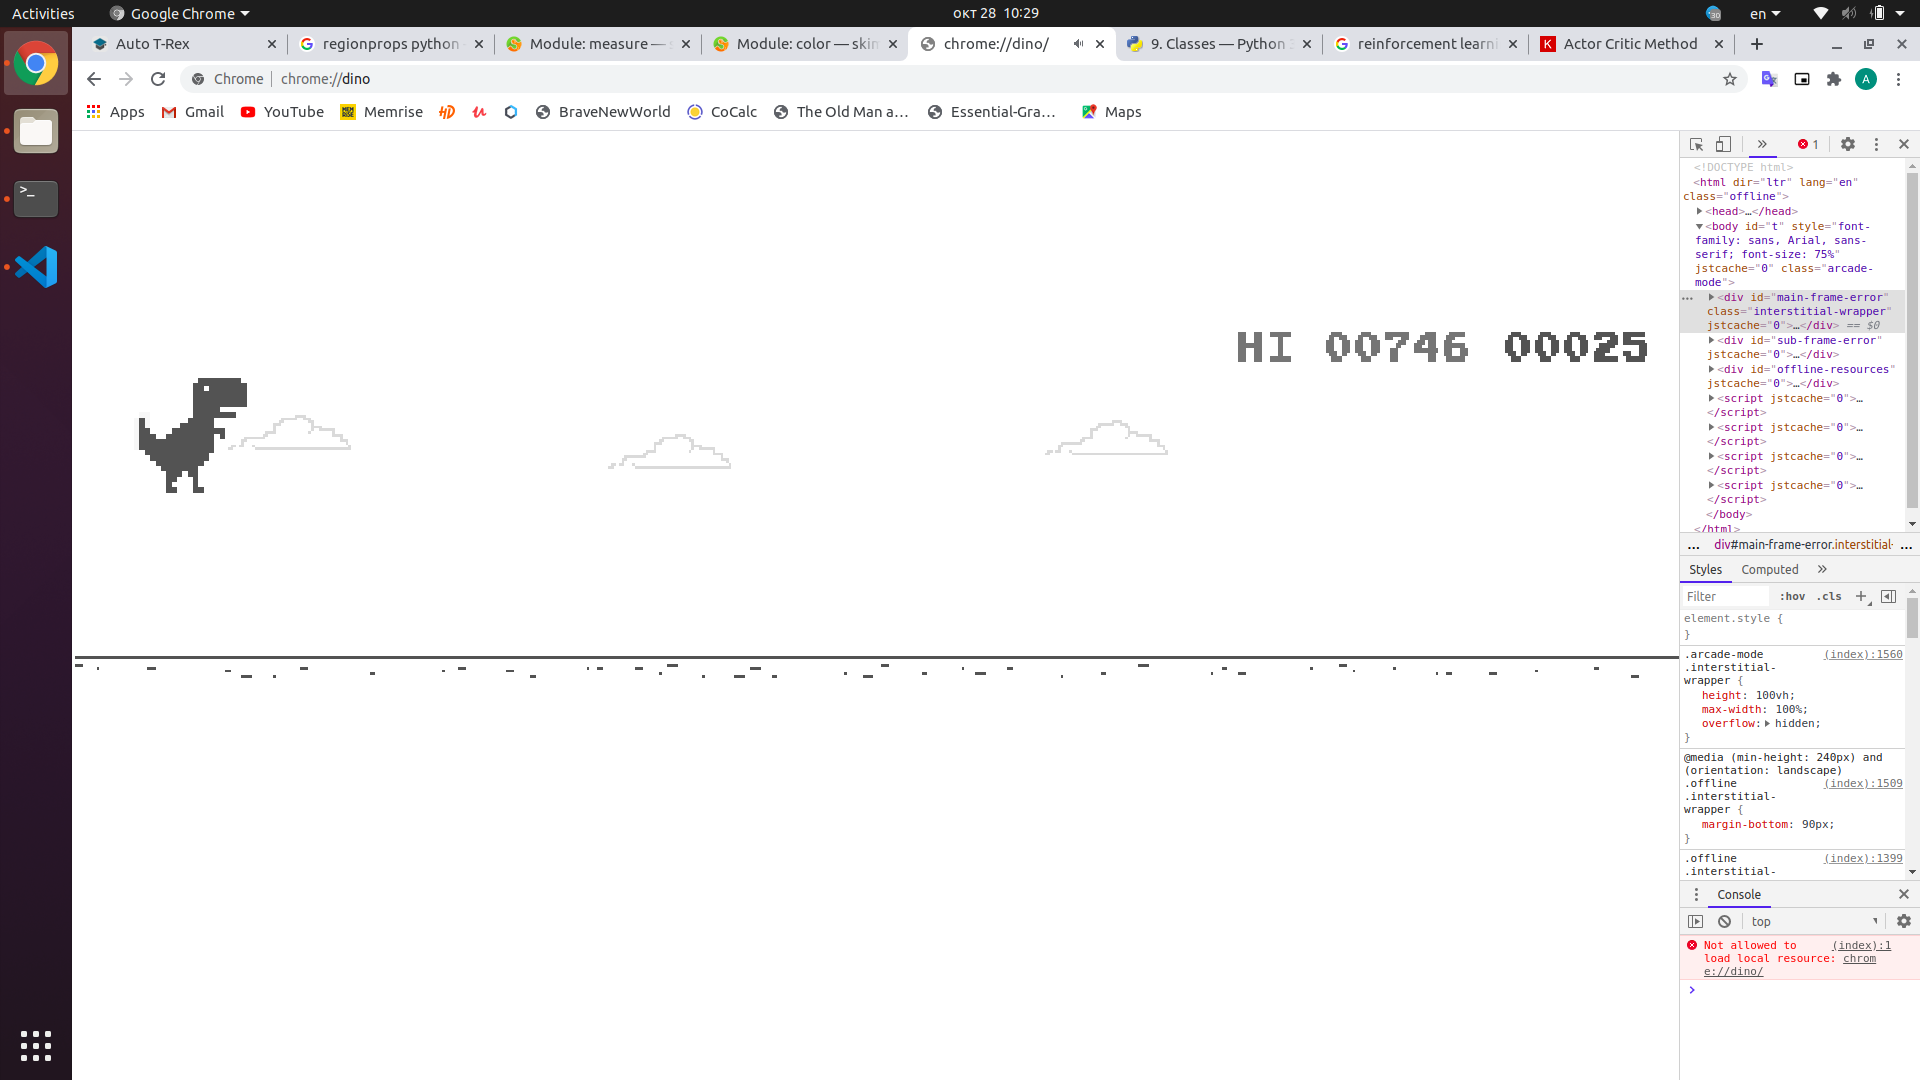 Activities
Google Chrome
окт 28 10:29
30
en
Auto T-Rex
regionprops python
Module: measure —
Module: color — skim
chrome://dino/
9. Classes — Python
reinforcement learni
K
Actor Critic Method
Chrome
chrome://dino
A
Apps
Gmail
YouTube
Memrise
HD
BraveNewWorld
CoCalc
The Old Man a…
Essential-Gra…
Maps
HI 00746 00025
>_
1
<!DOCTYPE html>
<html dir="ltr" lang="en"
class="offline">
<head>…</head>
<body id="t" style="font-
family: sans, Arial, sans-
serif; font-size: 75%"
jstcache="0" class="arcade-
mode">
<div id="main-frame-error"
class="interstitial-wrapper"
jstcache="0">…</div> == $0
<div id="sub-frame-error"
jstcache="0">…</div>
<div id="offline-resources"
jstcache="0">…</div>
<script jstcache="0">…
</script>
<script jstcache="0">…
</script>
<script jstcache="0">…
</script>
<script jstcache="0">…
</script>
</body>
</html>
… div#main-frame-error.interstitial- …
Styles
Computed
Filter
:hov
.cls
element.style {
}
.arcade-mode (index):1560
.interstitial-
wrapper {
height: 100vh;
max-width: 100%;
overflow: hidden;
}
@media (min-height: 240px) and
(orientation: landscape)
.offline (index):1509
.interstitial-
wrapper {
margin-bottom: 90px;
}
.offline (index):1399
.interstitial-
Console
top
Not allowed to (index):1
load local resource: chrom
e://dino/